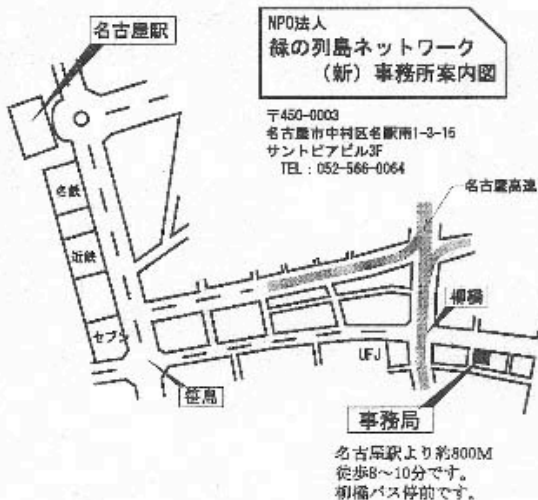 名古屋駅
NPO法人
緑の列島ネットワーク
（新）事務所案内図
〒450-0003
名古屋市中村区名駅南1-3-16
サントピアビル3F
TEL：052-566-0064
名古屋高速
名鉄
近鉄
柳橋
セブン
UFJ
笹島
事務局
名古屋駅より約800M
徒歩8～10分です。
柳橋バス停前です。